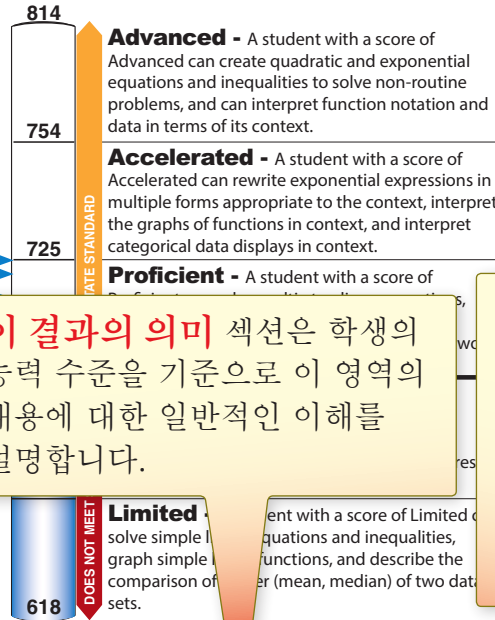 814
Advanced - A student with a score of
Advanced can create quadratic and exponential
equations and inequalities to solve non-routine
problems, and can interpret function notation and
data in terms of its context.
754
Accelerated - A student with a score of
Accelerated can rewrite exponential expressions in
multiple forms appropriate to the context, interpret
the graphs of functions in context, and interpret
categorical data displays in context.
725
STANDARD
Proficient - A student with a score of
이 결과의 의미 섹션은 학생의
능력 수준을 기준으로 이 영역의
내용에 대한 일반적인 이해를
설명합니다.
DOES NOT MEET
Limited - student with a score of Limited
solve simple equations and inequalities,
graph simple functions, and describe the
comparison of (mean, median) of two data
sets.
618